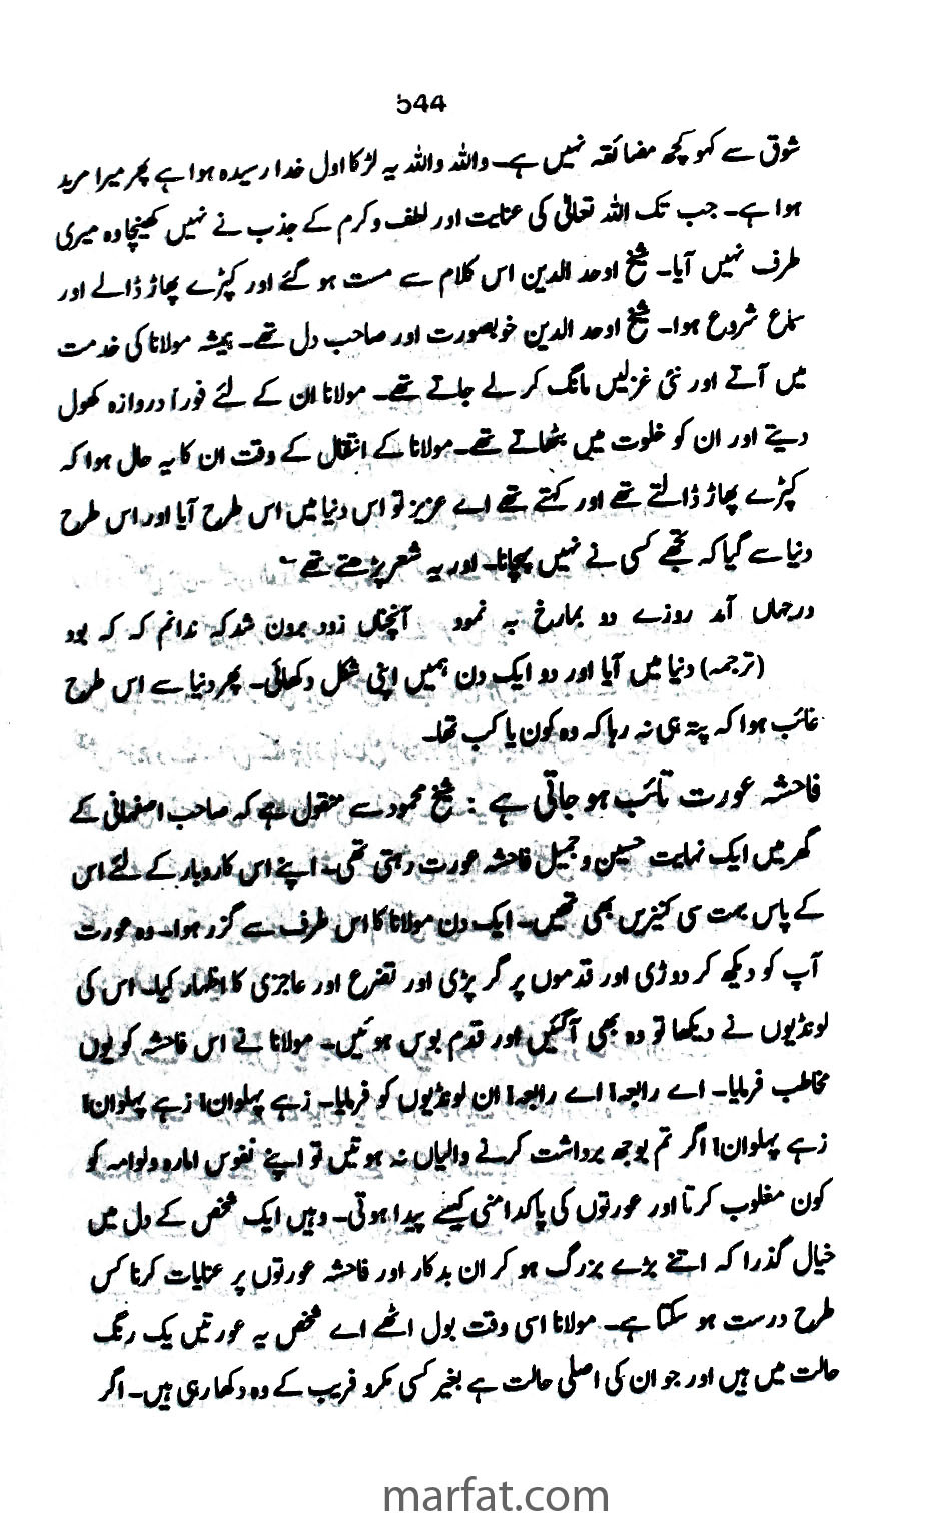 544
شوق سے کہو کچھ مضائقہ نہیں ہے۔ واللہ واللہ یہ لڑکا اول خدا رسیدہ ہوا ہے پھر میرا مرید
ہوا ہے۔ جب تک اللہ تعالیٰ کی عنایت اور لطف و کرم کے جذب نے نہیں کھینچا وہ میری
طرف نہیں آیا۔ شیخ اوحد الدین اس کلام سے مست ہو گئے اور کپڑے پھاڑ ڈالے اور
سماع شروع ہوا۔ شیخ اوحد الدین خوبصورت اور صاحب دل تھے۔ ہمیشہ مولانا کی خدمت
میں آتے اور نئی غزلیں مانگ کر لے جاتے تھے۔ مولانا ان کے لئے فوراً دروازہ کھول
دیتے اور ان کو خلوت میں بٹھاتے تھے۔ مولانا کے انتقال کے وقت ان کا یہ حال ہوا کہ
کپڑے پھاڑ ڈالتے تھے اور کہتے تھے اے عزیز تو اس دنیا میں اس طرح آیا اور اس طرح
دنیا سے گیا کہ تجھے کسی نے نہیں پہچانا۔ اور یہ شعر پڑھتے تھے ؎
درجہاں آمد روزے دو بمارخ بہ نمود آنچناں زود برون شد کہ ندانم کہ کہ بود
(ترجمہ) دنیا میں آیا اور دو ایک دن ہمیں اپنی شکل دکھائی۔ پھر دنیا سے اس طرح
غائب ہوا کہ پتہ ہی نہ رہا کہ وہ کون یا کب تھا۔
فاحشہ عورت تائب ہو جاتی ہے : شیخ محمود سے منقول ہے کہ صاحب اصفہانی کے
گھر میں ایک نہایت حسین و جمیل فاحشہ عورت رہتی تھی۔ اپنے اس کاروبار کے لئے اس
کے پاس بہت سی کنیزیں بھی تھیں۔ ایک دن مولانا کا اس طرف سے گزر ہوا۔ وہ عورت
آپ کو دیکھ کر دوڑی اور قدموں پر گر پڑی اور تضرع اور عاجزی کا اظہار کیا۔ اس کی
لونڈیوں نے دیکھا تو وہ بھی آ گئیں اور قدم بوس ہوئیں۔ مولانا نے اس فاحشہ کو یوں
مخاطب فرمایا۔ اے رابعہ! اے رابعہ! ان لونڈیوں کو فرمایا۔ زہے پہلوان! زہے پہلوان!
زہے پہلوان! اگر تم بوجھ برداشت کرنے والیاں نہ ہوتیں تو اپنے نفوس امارہ و لوامہ کو
کون مغلوب کرتا اور عورتوں کی پاکدامنی کیسے پیدا ہوتی۔ وہیں ایک شخص کے دل میں
خیال گذرا کہ اتنے بڑے بزرگ ہو کر ان بدکار اور فاحشہ عورتوں پر عنایات کرنا کس
طرح درست ہو سکتا ہے۔ مولانا اسی وقت بول اٹھے اے شخص یہ عورتیں یک رنگ
حالت میں ہیں اور جو ان کی اصلی حالت ہے بغیر کسی مکرو فریب کے وہ دکھا رہی ہیں۔ اگر
marfat.com